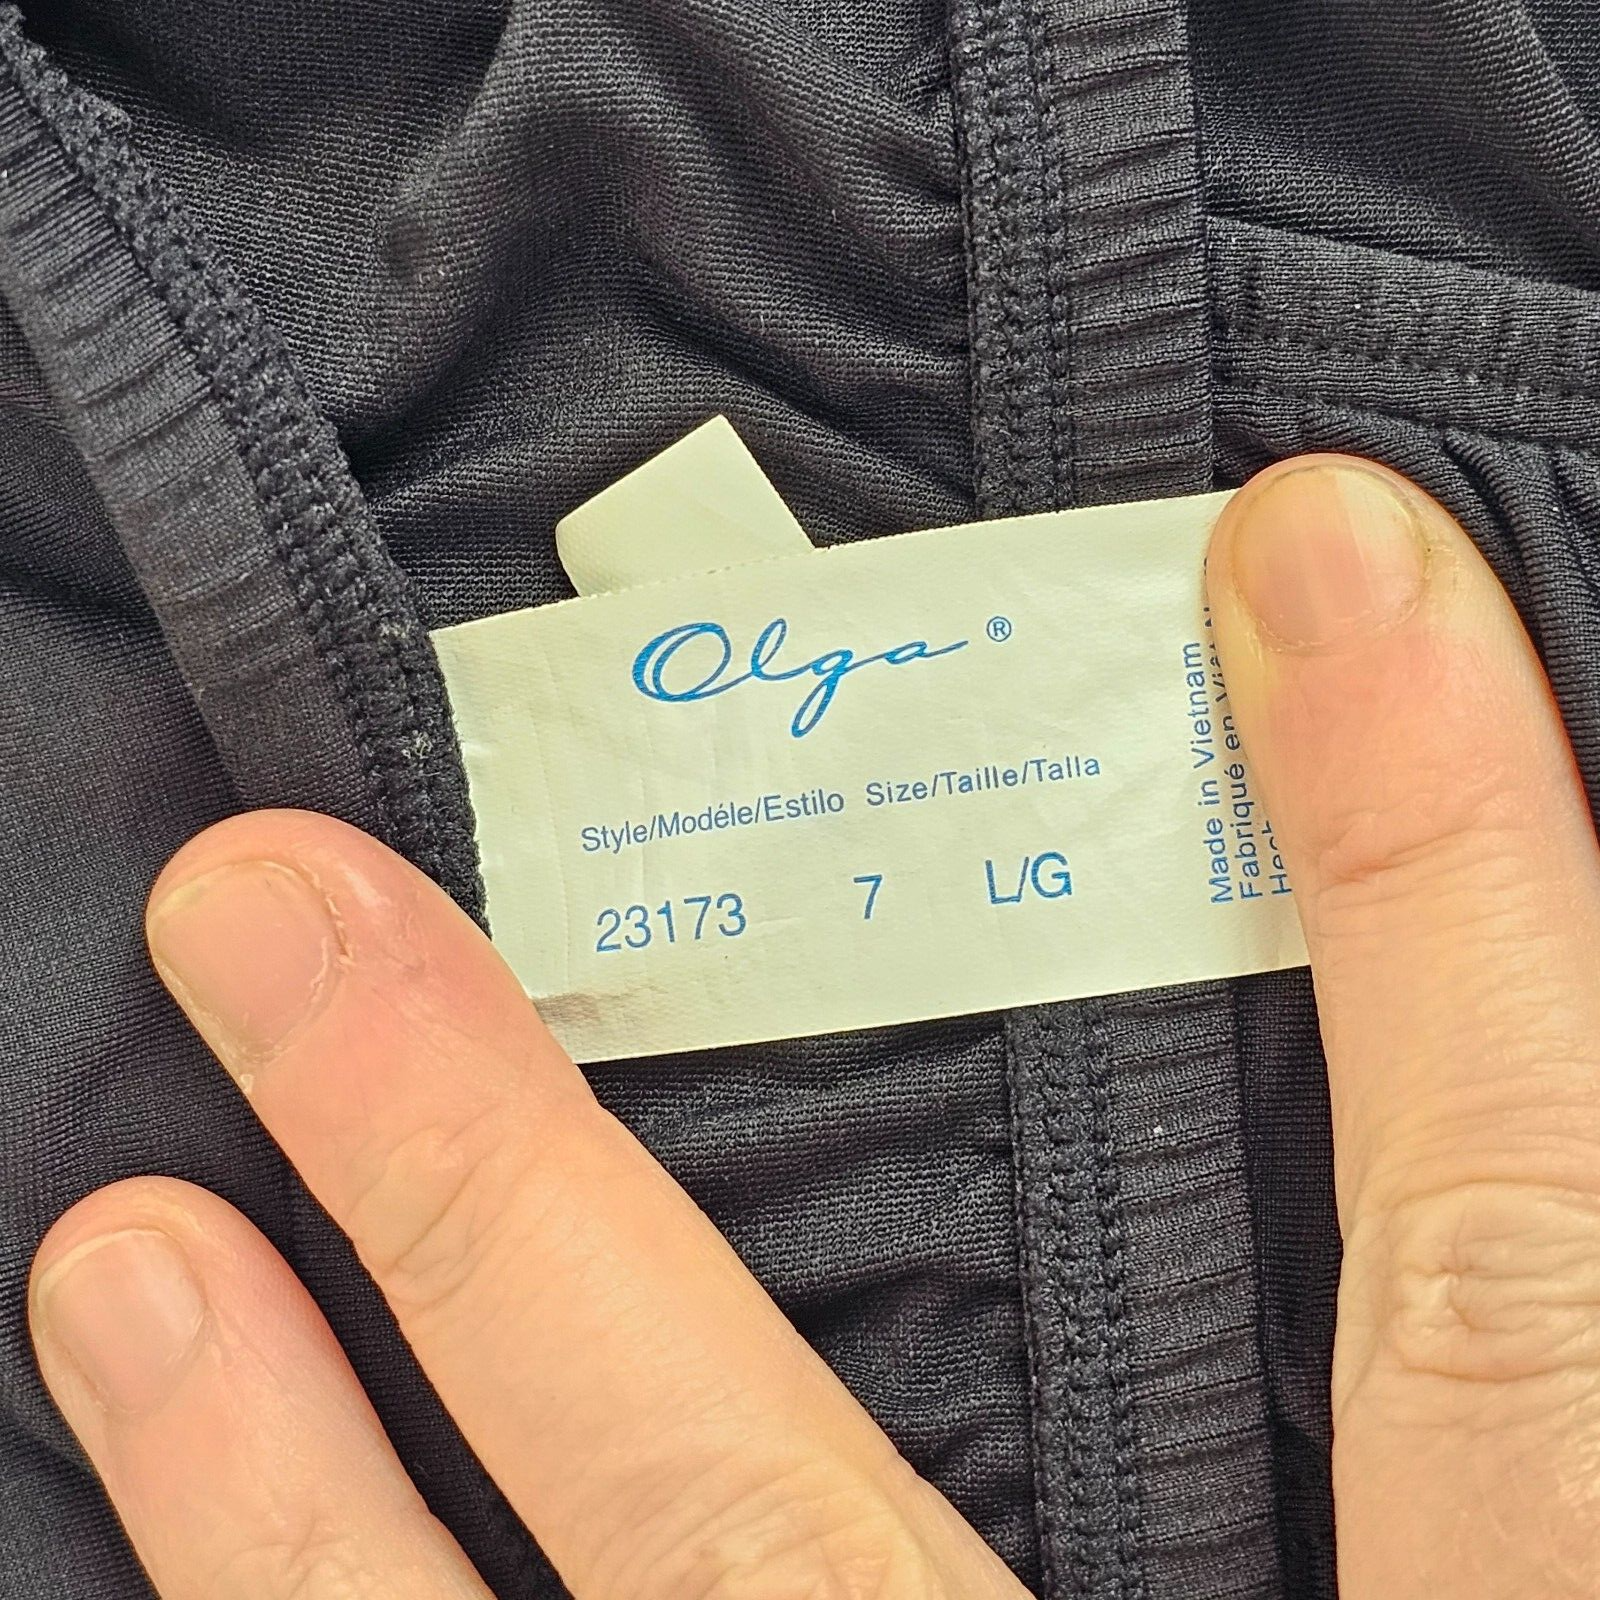 Olga®
Style/Modéle/Estilo Size/Taille/Talla
23173 7 L/G
Made in Vietnam
Fabriqué en